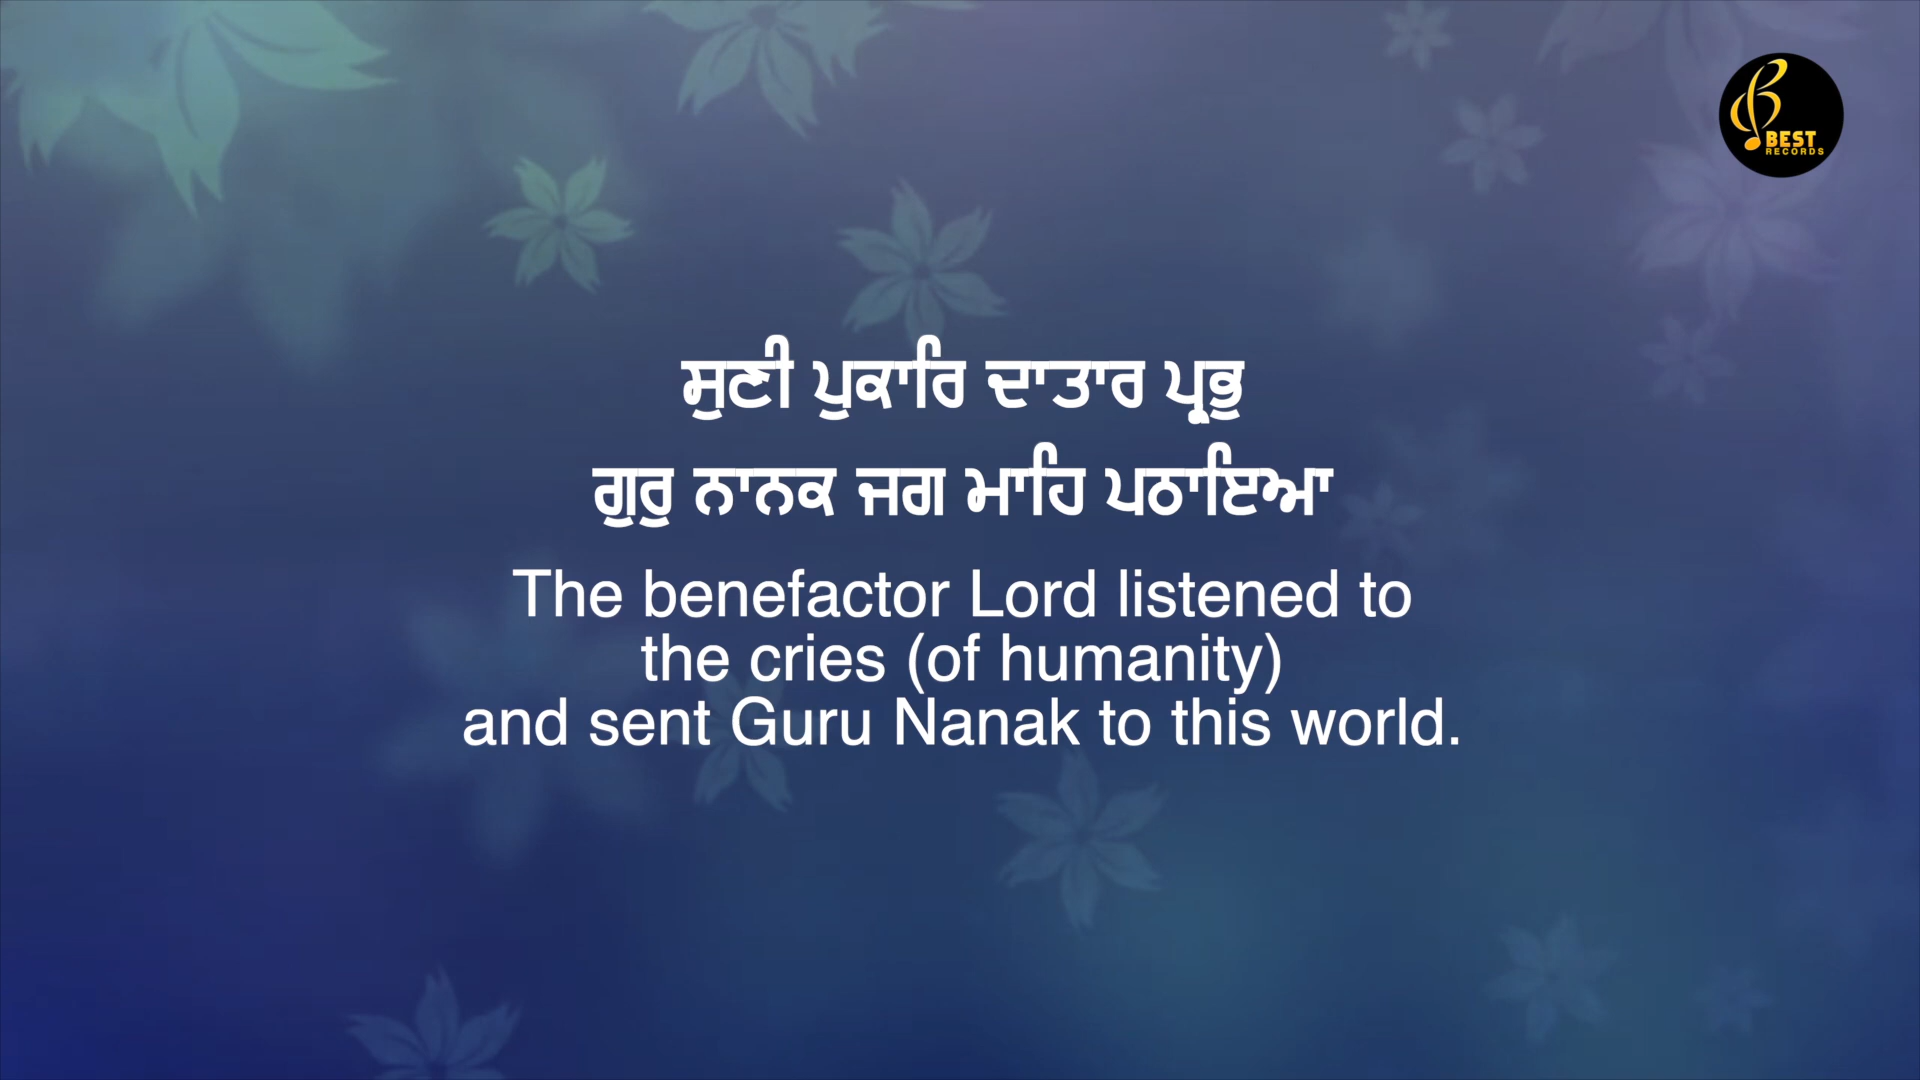 BEST
RECORDS
ਸੁਣੀ ਪੁਕਾਰਿ ਦਾਤਾਰ ਪ੍ਰਭੁ
ਗੁਰੁ ਨਾਨਕ ਜਗ ਮਾਹਿ ਪਠਾਇਆ
The benefactor Lord listened to
the cries (of humanity)
and sent Guru Nanak to this world.